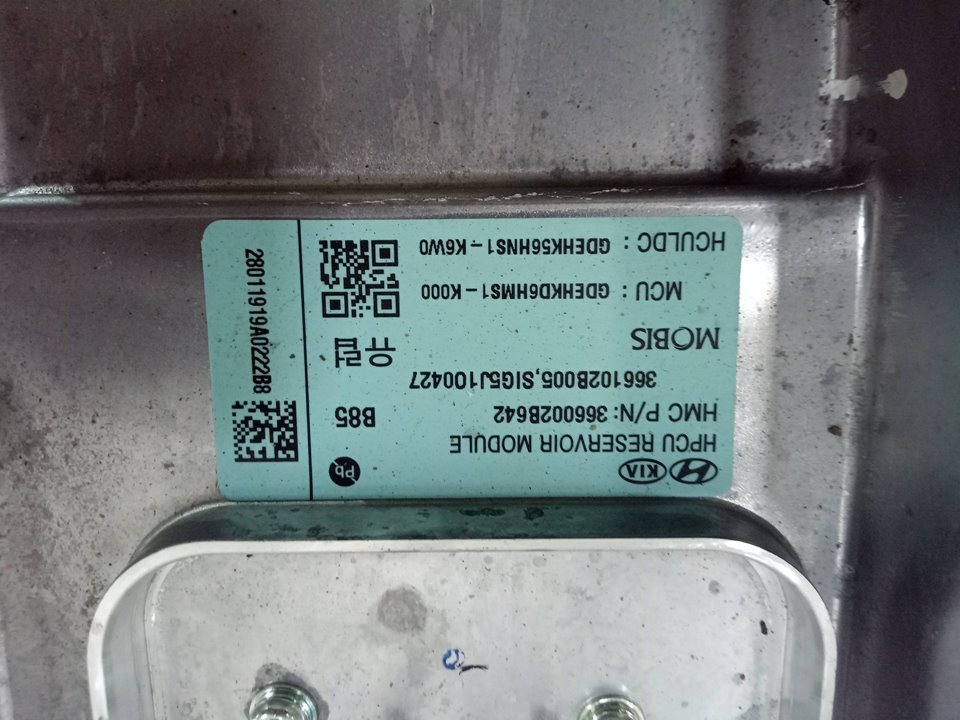 KIA
HPCU RESERVOIR MODULE
HMC P/N: 366002B642
366102B005,SIG5J100427
MOBIS
MCU : GDEHKD6HMS1-K000
HCULDC : GDEHK56HNS1-K6W0
Pb
B85
유럽
28011919A0222B8